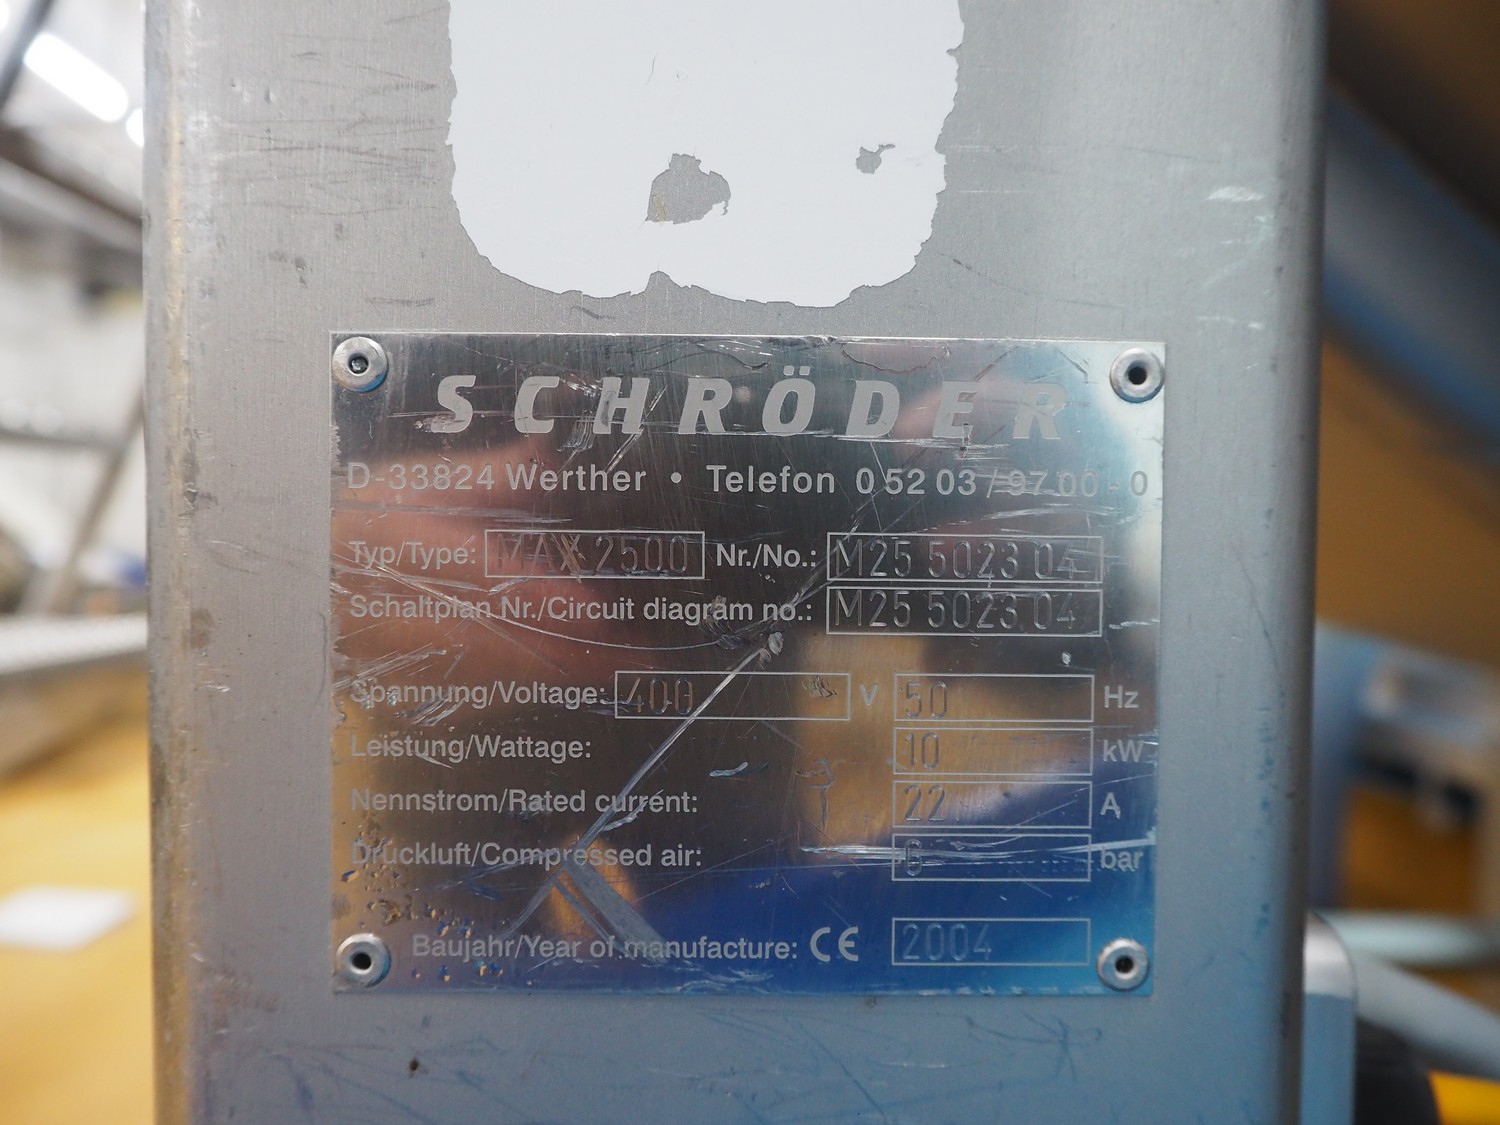 SCHRÖDER
D-33824 Werther • Telefon 0 52 03 / 97 00 - 0
Typ/Type: MAX 2500 Nr./No.: M25 5023 04
Schaltplan Nr./Circuit diagram no.: M25 5023 04
Spannung/Voltage: 400 V 50 Hz
Leistung/Wattage: 10 kW
Nennstrom/Rated current: 22 A
Druckluft/Compressed air: 6 bar
Baujahr/Year of manufacture: CE 2004